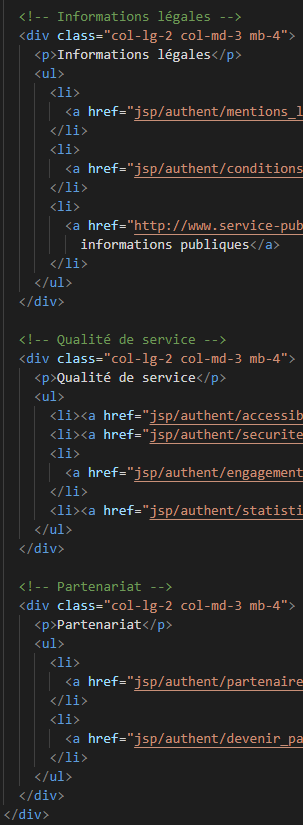 <!-- Informations légales -->
<div class="col-lg-2 col-md-3 mb-4">
<p>Informations légales</p>
<ul>
<li>
<a href="jsp/authent/mentions_l
</li>
<li>
<a href="jsp/authent/conditions
</li>
<li>
<a href="http://www.service-pub
informations publiques</a>
</li>
</ul>
</div>
<!-- Qualité de service -->
<div class="col-lg-2 col-md-3 mb-4">
<p>Qualité de service</p>
<ul>
<li><a href="jsp/authent/accessib
<li><a href="jsp/authent/securite
<li>
<a href="jsp/authent/engagement
</li>
<li><a href="jsp/authent/statisti
</ul>
</div>
<!-- Partenariat -->
<div class="col-lg-2 col-md-3 mb-4">
<p>Partenariat</p>
<ul>
<li>
<a href="jsp/authent/partenaire
</li>
<li>
<a href="jsp/authent/devenir_pa
</li>
</ul>
</div>
</div>